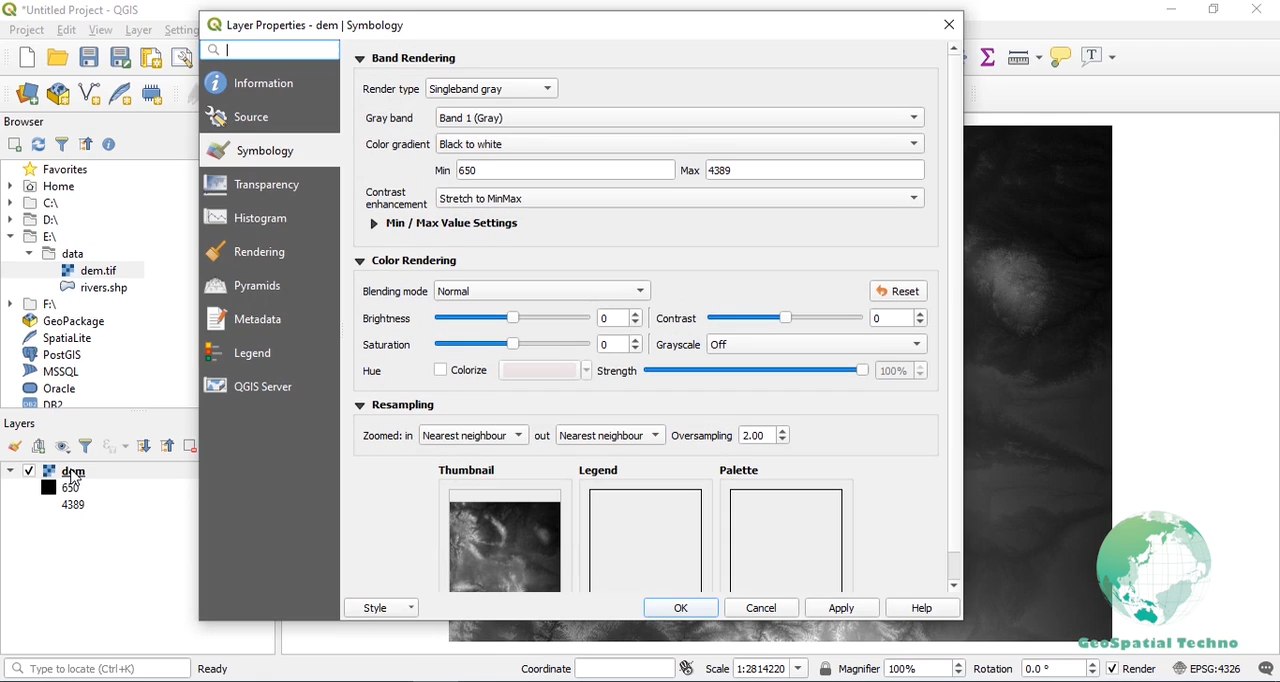 *Untitled Project - QGIS
Project Edit View Layer Setting
Layer Properties - dem | Symbology
Information
Source
Symbology
Transparency
Histogram
Rendering
Pyramids
Metadata
Legend
QGIS Server
Band Rendering
Render type Singleband gray
Gray band Band 1 (Gray)
Color gradient Black to white
Min 650 Max 4389
Contrast
enhancement Stretch to MinMax
Min / Max Value Settings
Color Rendering
Blending mode Normal Reset
Brightness 0 Contrast 0
Saturation 0 Grayscale Off
Hue Colorize Strength 100%
Resampling
Zoomed: in Nearest neighbour out Nearest neighbour Oversampling 2.00
Thumbnail Legend Palette
Style OK Cancel Apply Help
Browser
Favorites
Home
C:\
D:\
E:\
data
dem.tif
rivers.shp
F:\
GeoPackage
SpatiaLite
PostGIS
MSSQL
Oracle
DB2
Layers
dem
650
4389
GeoSpatial Techno
Type to locate (Ctrl+K) Ready Coordinate Scale 1:2814220 Magnifier 100% Rotation 0.0 ° Render EPSG:4326